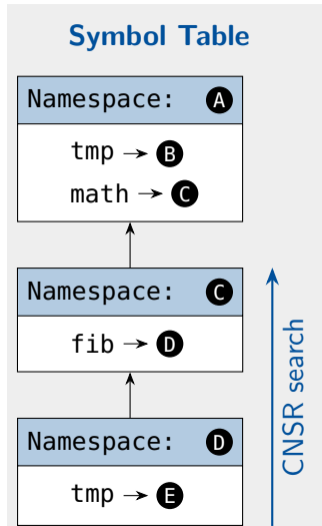 Symbol Table
Namespace: A
tmp → B
math → C
Namespace: C
fib → D
CNSR search
Namespace: D
tmp → E